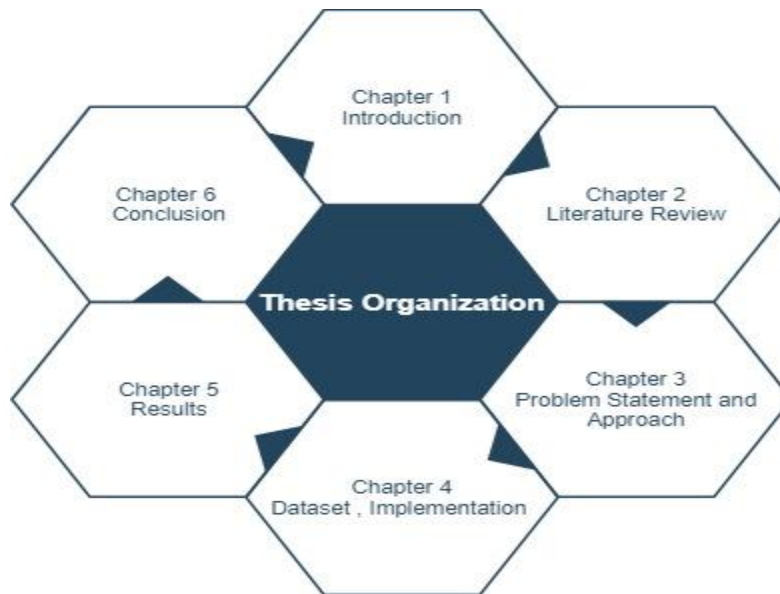 Chapter 1
Introduction
Chapter 2
Literature Review
Chapter 3
Problem Statement and
Approach
Chapter 4
Dataset , Implementation
Chapter 5
Results
Chapter 6
Conclusion
Thesis Organization